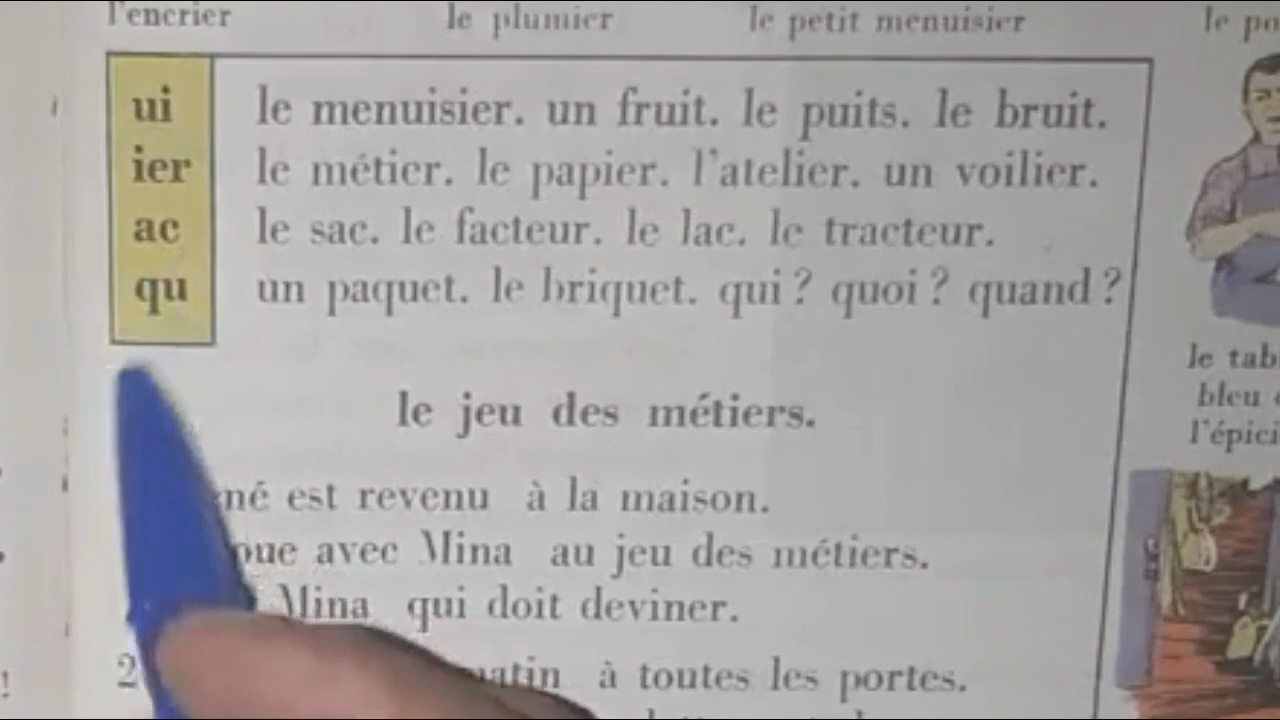 l'encrier le plumier le petit menuisier le
ui le menuisier. un fruit. le puits. le bruit.
ier le métier. le papier. l'atelier. un voilier.
ac le sac. le facteur. le lac. le tracteur.
qu un paquet. le briquet. qui ? quoi ? quand ?
le jeu des métiers.
est revenu à la maison.
avec Mina au jeu des métiers.
Mina qui doit deviner.
2 à toutes les portes.
le
bleu